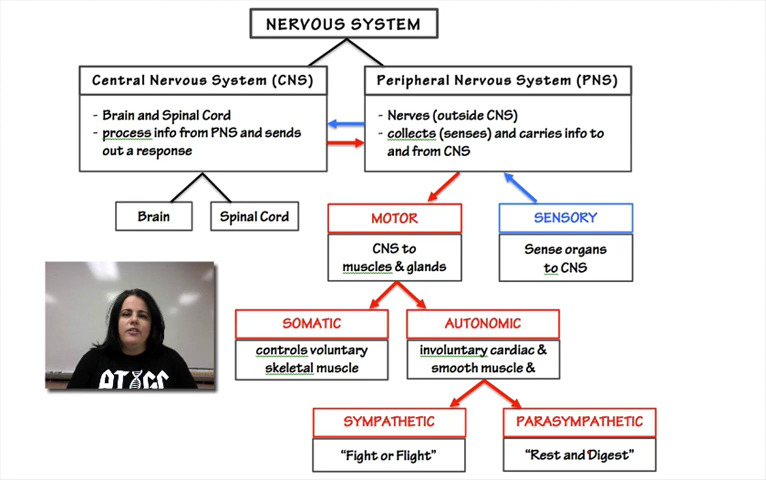 NERVOUS SYSTEM
Central Nervous System (CNS)
- Brain and Spinal Cord
- process info from PNS and sends
out a response
Peripheral Nervous System (PNS)
- Nerves (outside CNS)
- collects (senses) and carries info to
and from CNS
Brain
Spinal Cord
MOTOR
CNS to
muscles & glands
SENSORY
Sense organs
to CNS
SOMATIC
controls voluntary
skeletal muscle
AUTONOMIC
involuntary cardiac &
smooth muscle &
SYMPATHETIC
"Fight or Flight"
PARASYMPATHETIC
"Rest and Digest"